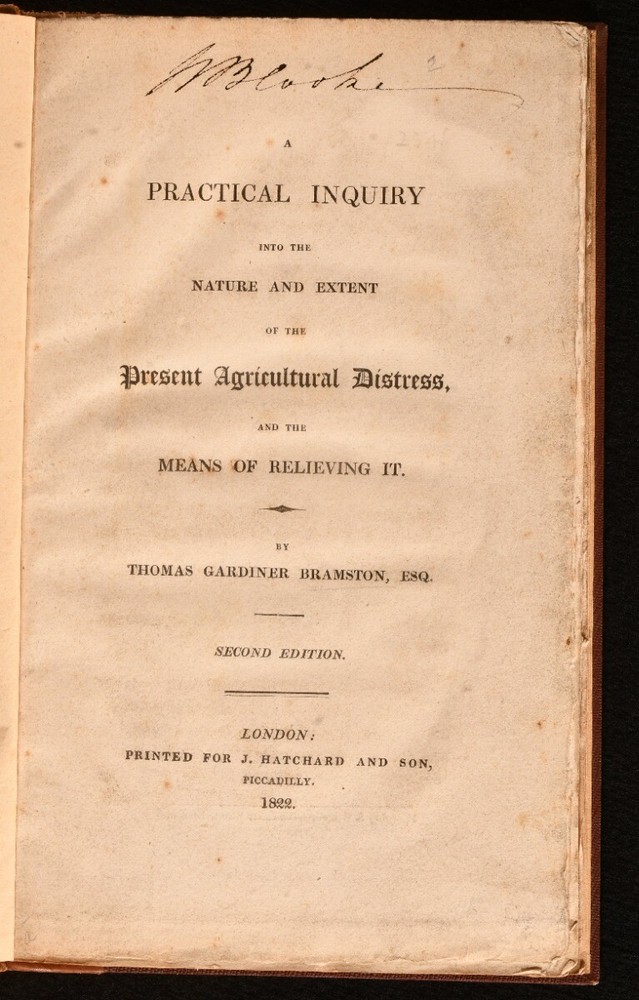 A
PRACTICAL INQUIRY
INTO THE
NATURE AND EXTENT
OF THE
Present Agricultural Distress,
AND THE
MEANS OF RELIEVING IT.
BY
THOMAS GARDINER BRAMSTON, ESQ.
SECOND EDITION.
LONDON:
PRINTED FOR J. HATCHARD AND SON,
PICCADILLY.
1822.